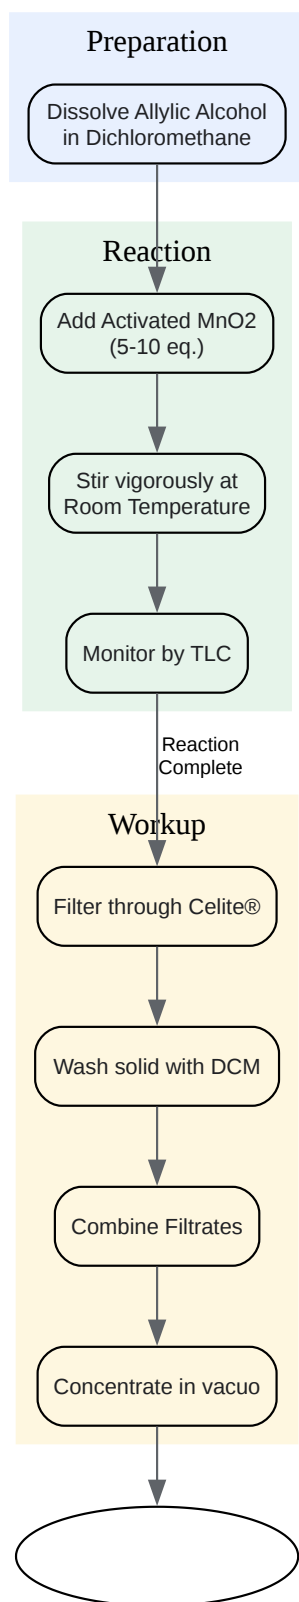 Preparation
Dissolve Allylic Alcohol
in Dichloromethane
Reaction
Add Activated MnO2
(5-10 eq.)
Stir vigorously at
Room Temperature
Monitor by TLC
Reaction
Complete
Workup
Filter through Celite®
Wash solid with DCM
Combine Filtrates
Concentrate in vacuo